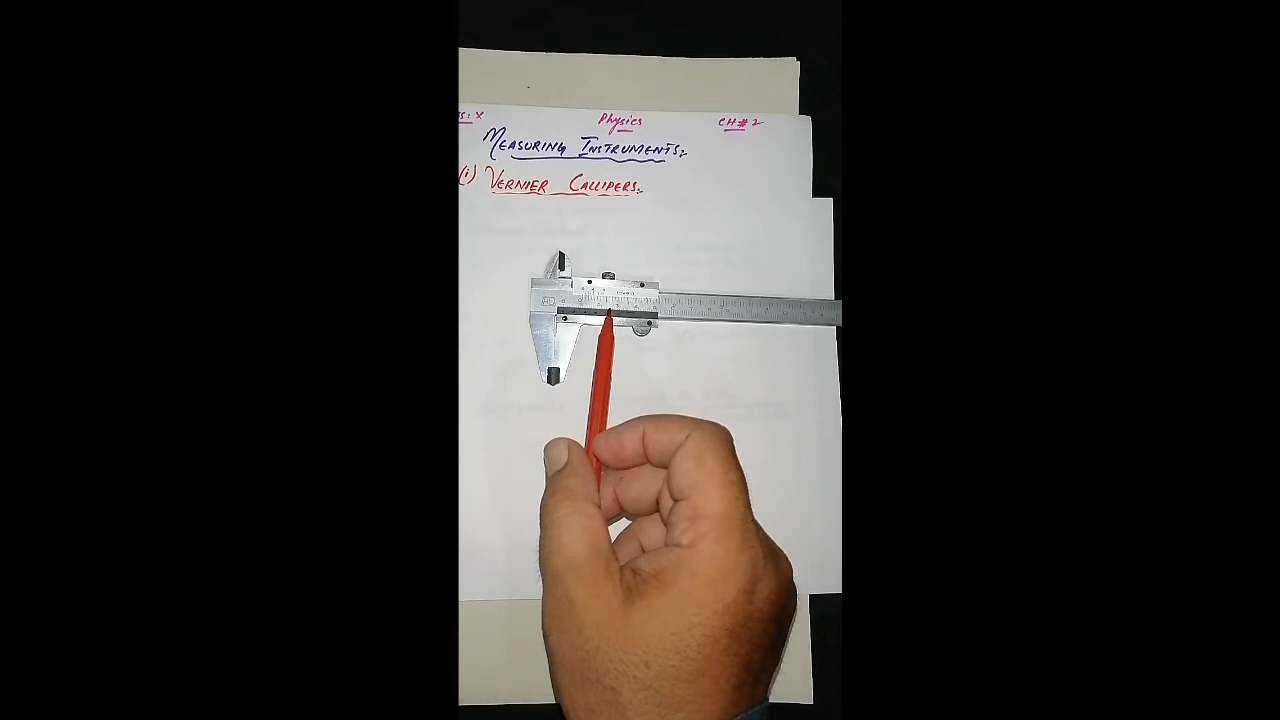 s: X Physics CH # 2
MEASURING INSTRUMENTS:
(i) VERNIER CALLIPERS: